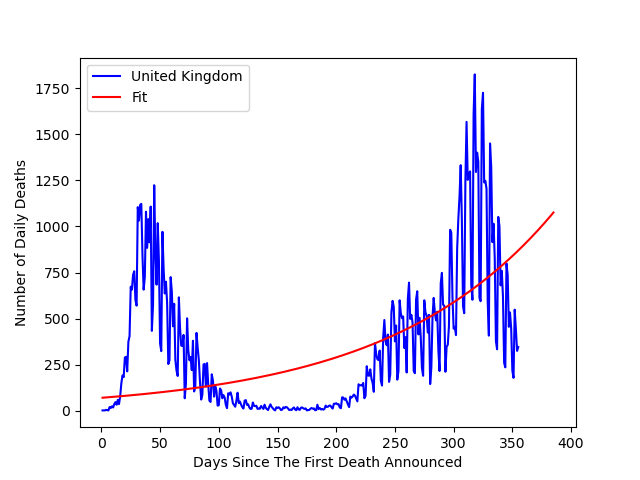 United Kingdom
Fit
Number of Daily Deaths
1750
1500
1250
1000
750
500
250
0
0 50 100 150 200 250 300 350 400
Days Since The First Death Announced